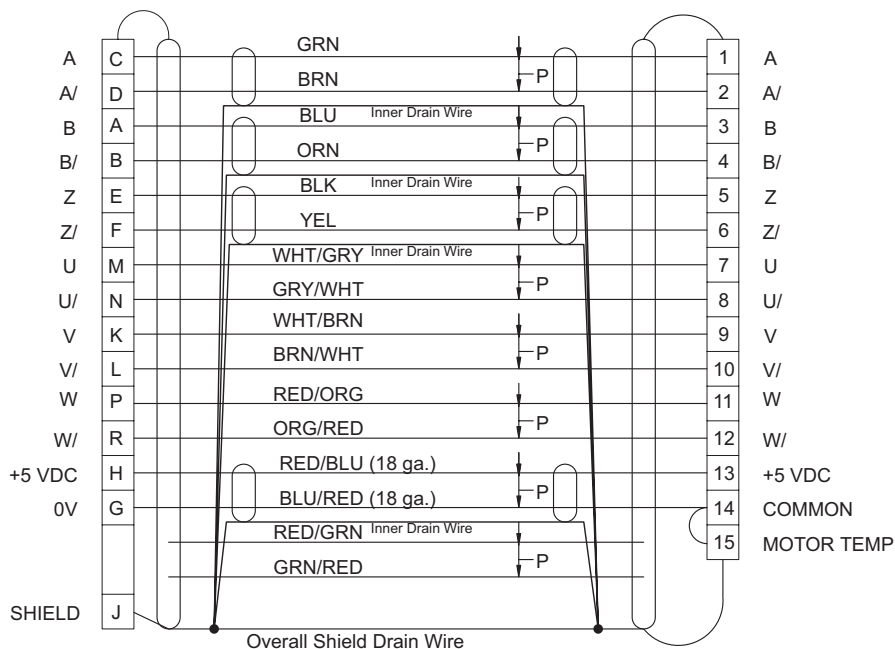 GRN
A C 1 A
P
BRN
A/ D 2 A/
BLU Inner Drain Wire
B A 3 B
P
ORN
B/ B 4 B/
BLK Inner Drain Wire
Z E 5 Z
P
YEL
Z/ F 6 Z/
WHT/GRY Inner Drain Wire
U M 7 U
P
GRY/WHT
U/ N 8 U/
WHT/BRN
V K 9 V
P
BRN/WHT
V/ L 10 V/
RED/ORG
W P 11 W
P
ORG/RED
W/ R 12 W/
RED/BLU (18 ga.)
+5 VDC H 13 +5 VDC
P
BLU/RED (18 ga.)
0V G 14 COMMON
RED/GRN Inner Drain Wire
15 MOTOR TEMP
P
GRN/RED
SHIELD J
Overall Shield Drain Wire